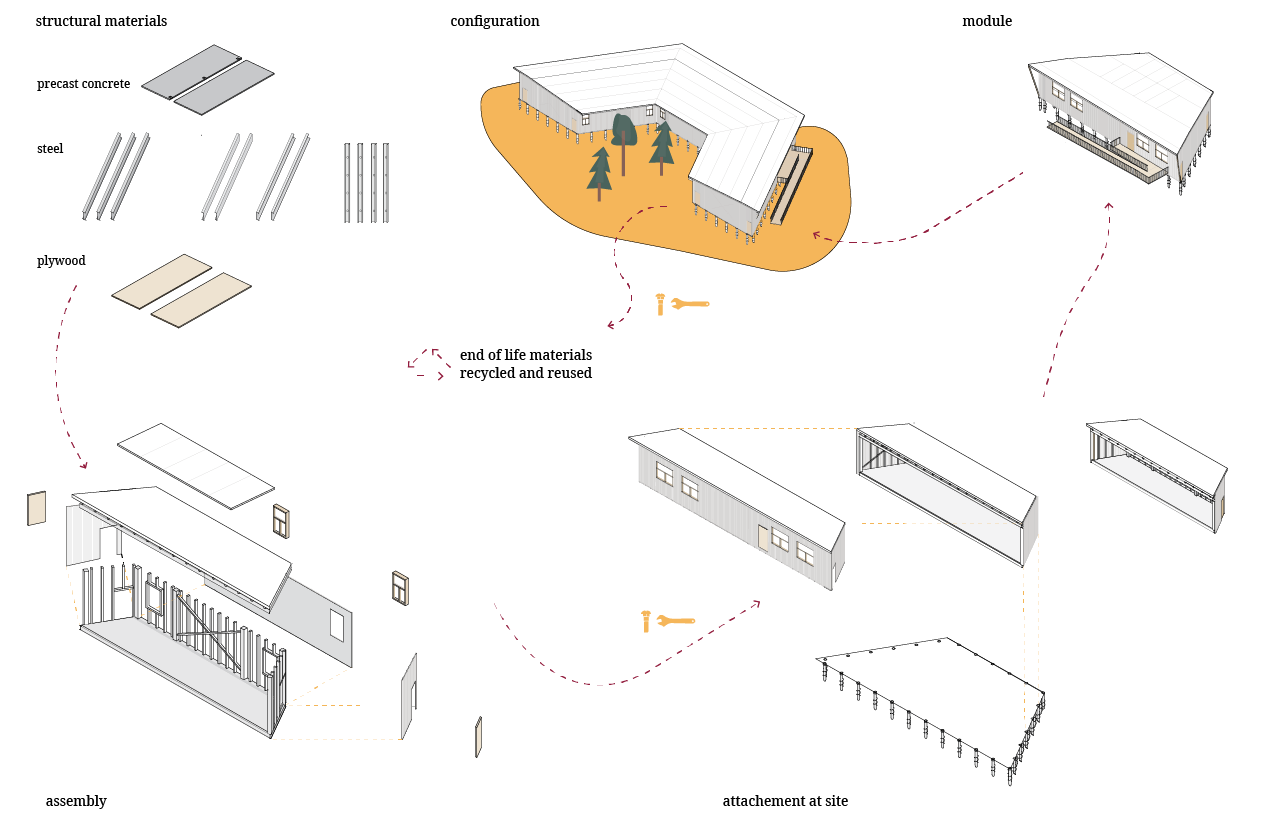 structural materials
configuration
module
precast concrete
steel
plywood
end of life materials
recycled and reused
assembly
attachement at site